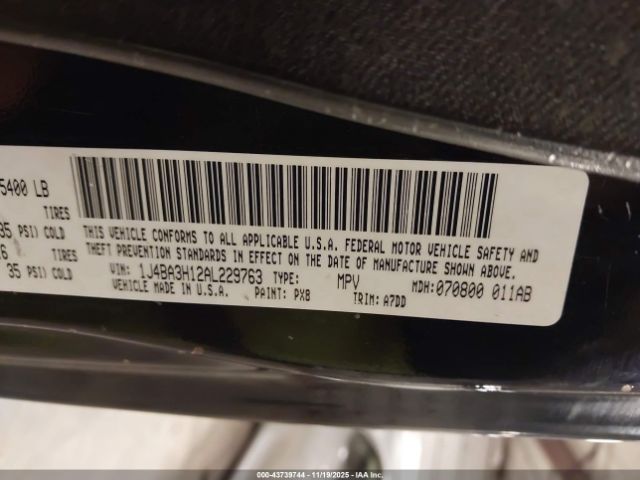 5400 LB
TIRES
35 PSI) COLD
TIRES
35 PSI) COLD
THIS VEHICLE CONFORMS TO ALL APPLICABLE U.S.A. FEDERAL MOTOR VEHICLE SAFETY AND
THEFT PREVENTION STANDARDS IN EFFECT ON THE DATE OF MANUFACTURE SHOWN ABOVE.
VIN: 1J4BA3H12AL229763 TYPE: MPV MDH:070800 011AB
VEHICLE MADE IN U.S.A. PAINT: PX8 TRIM: A7DD
000-43739744 - 11/19/2025 - IAA Inc.